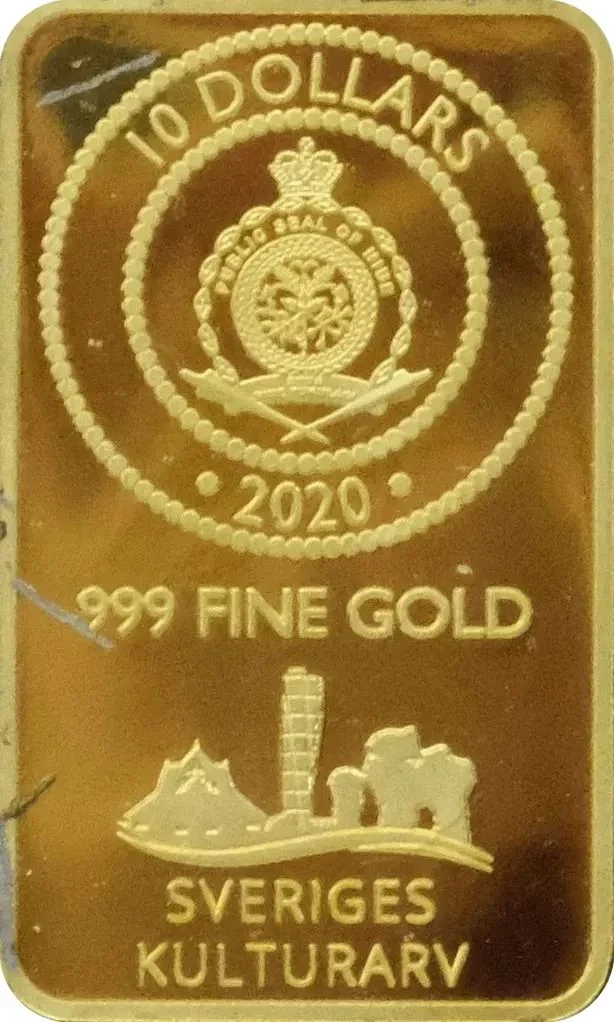 10 DOLLARS
PUBLIC SEAL OF NIUE
• 2020 •
999 FINE GOLD
SVERIGES
KULTURARV